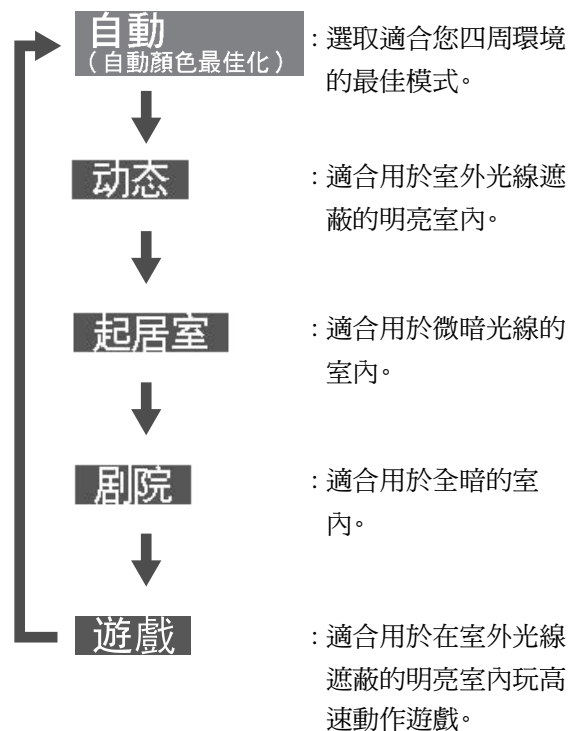 自動
（自動顏色最佳化）
：選取適合您四周環境
的最佳模式。
动态
：適合用於室外光線遮
蔽的明亮室內。
起居室
：適合用於微暗光線的
室內。
剧院
：適合用於全暗的室
內。
遊戲
：適合用於在室外光線
遮蔽的明亮室內玩高
速動作遊戲。